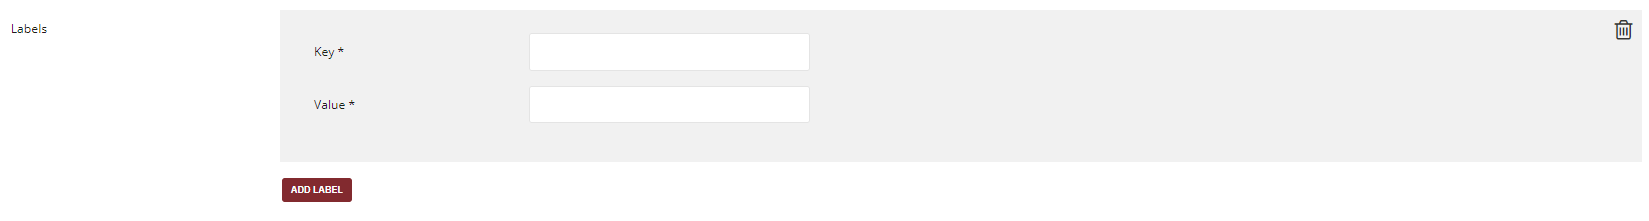 Labels
Key *
Value *
ADD LABEL